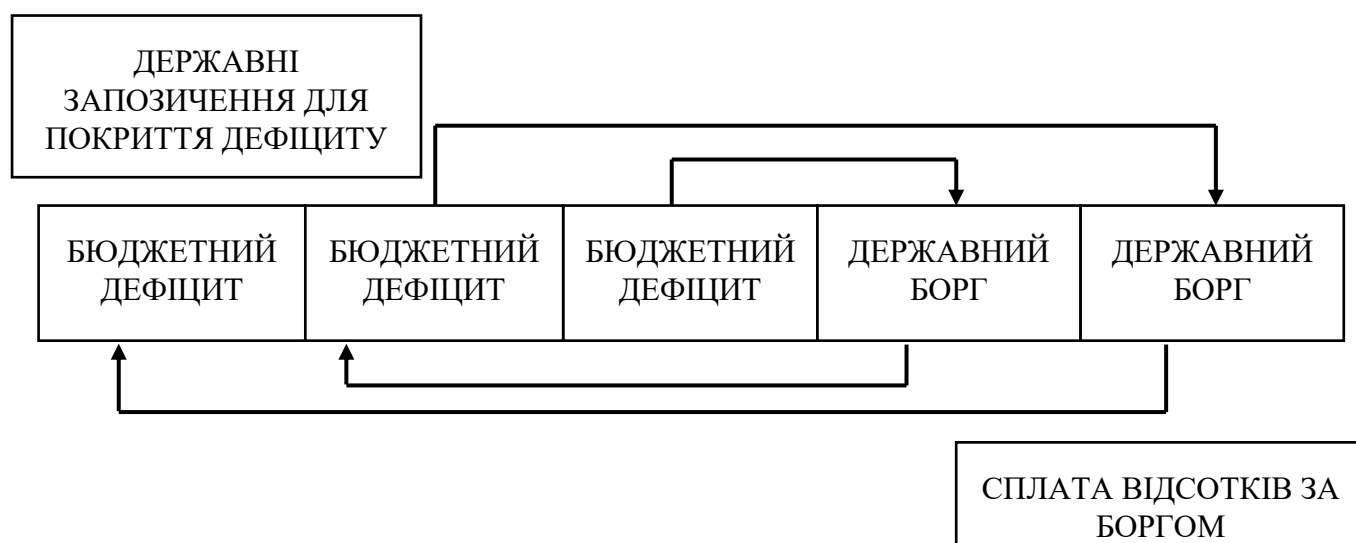 ДЕРЖАВНІ
ЗАПОЗИЧЕННЯ ДЛЯ
ПОКРИТТЯ ДЕФІЦИТУ
БЮДЖЕТНИЙ
ДЕФІЦИТ
БЮДЖЕТНИЙ
ДЕФІЦИТ
БЮДЖЕТНИЙ
ДЕФІЦИТ
ДЕРЖАВНИЙ
БОРГ
ДЕРЖАВНИЙ
БОРГ
СПЛАТА ВІДСОТКІВ ЗА
БОРГОМ